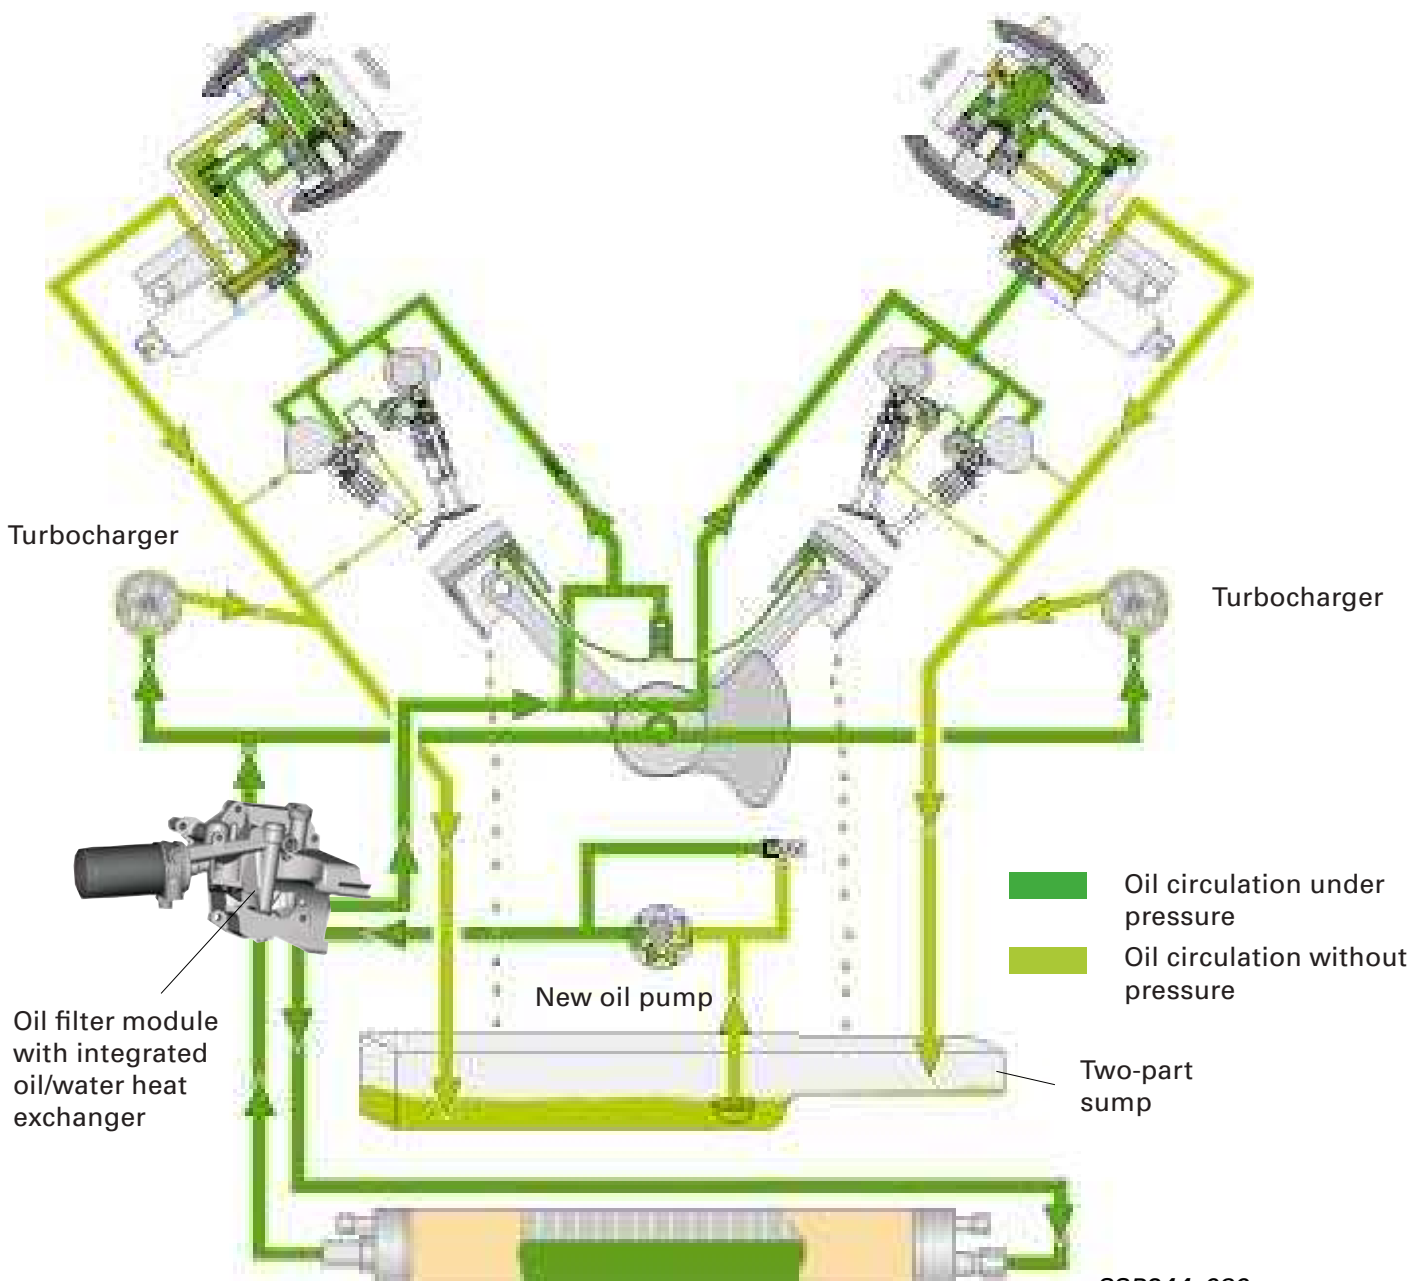 Turbocharger
Turbocharger
Oil circulation under
pressure
Oil circulation without
pressure
New oil pump
Oil filter module
with integrated
oil/water heat
exchanger
Two-part
sump